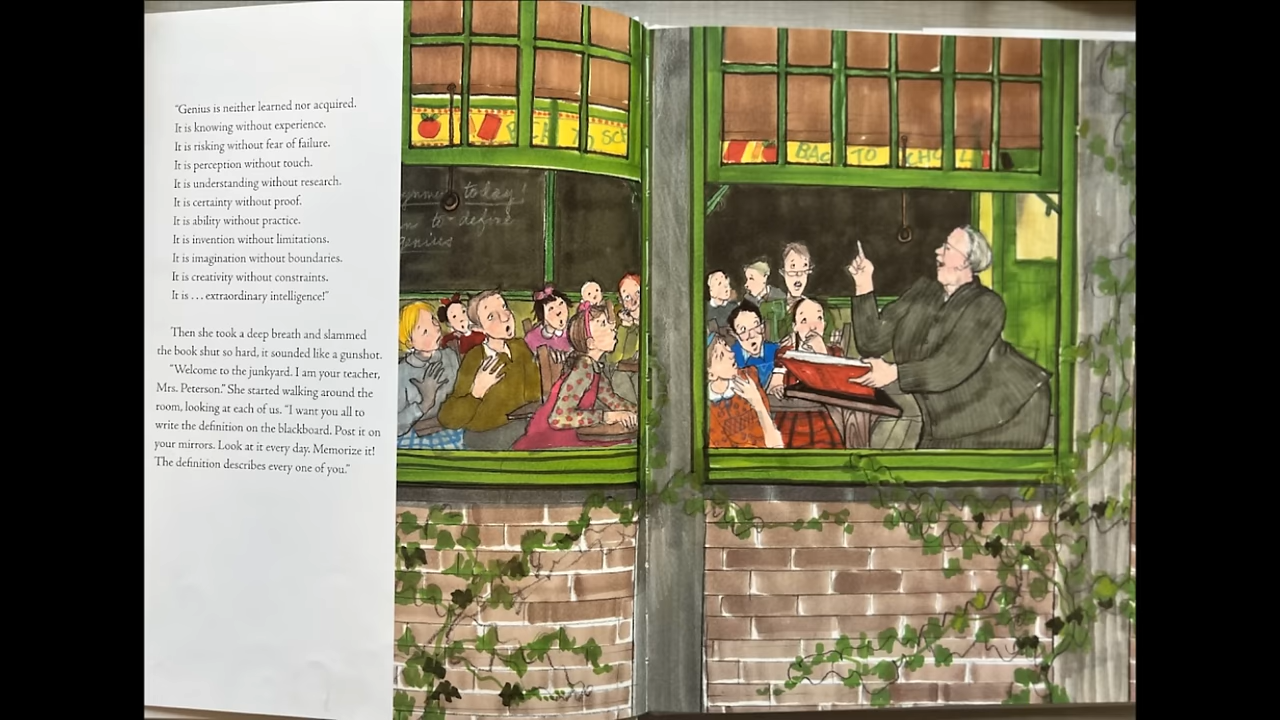 "Genius is neither learned nor acquired.
It is knowing without experience.
It is risking without fear of failure.
It is perception without touch.
It is understanding without research.
It is certainty without proof.
It is ability without practice.
It is invention without limitations.
It is imagination without boundaries.
It is creativity without constraints.
It is . . . extraordinary intelligence!"
Then she took a deep breath and slammed
the book shut so hard, it sounded like a gunshot.
"Welcome to the junkyard. I am your teacher,
Mrs. Peterson." She started walking around the
room, looking at each of us. "I want you all to
write the definition on the blackboard. Post it on
your mirrors. Look at it every day. Memorize it!
The definition describes every one of you."
TO SCH
BAC TO CHO L
today!
to define
genius